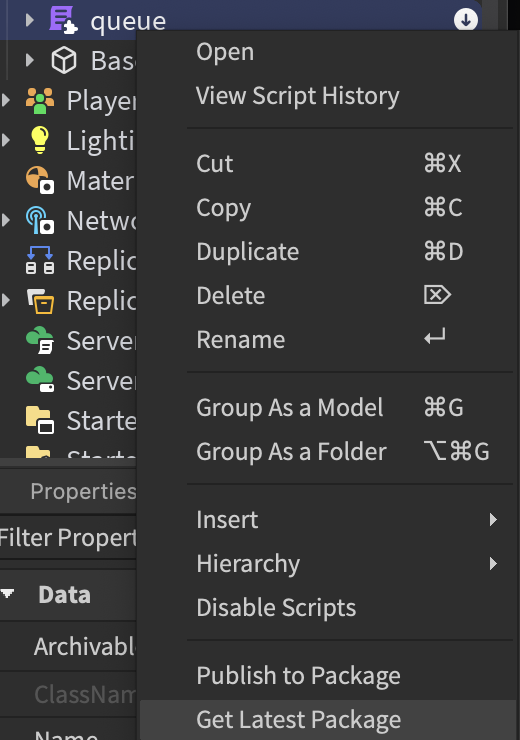 queue
Open
View Script History
Cut ⌘X
Copy ⌘C
Duplicate ⌘D
Delete ⌦
Rename ↵
Group As a Model ⌘G
Group As a Folder ⌥⌘G
Insert
Hierarchy
Disable Scripts
Publish to Package
Get Latest Package
Bas
Player
Lighti
Mater
Netwo
Replic
Replic
Server
Server
Starte
Properties
Filter Propert
Data
Archivabl
ClassNam